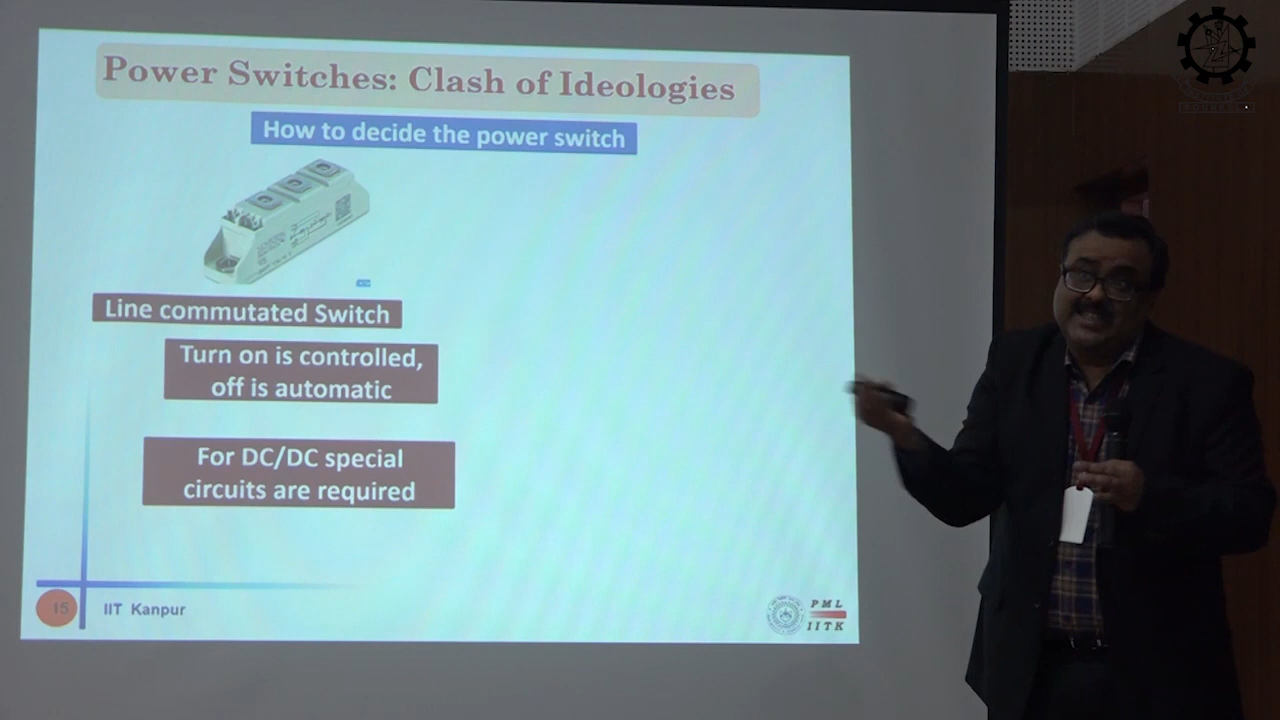 Power Switches: Clash of Ideologies
How to decide the power switch
Line commutated Switch
Turn on is controlled,
off is automatic
For DC/DC special
circuits are required
15
IIT Kanpur
PML
IITK